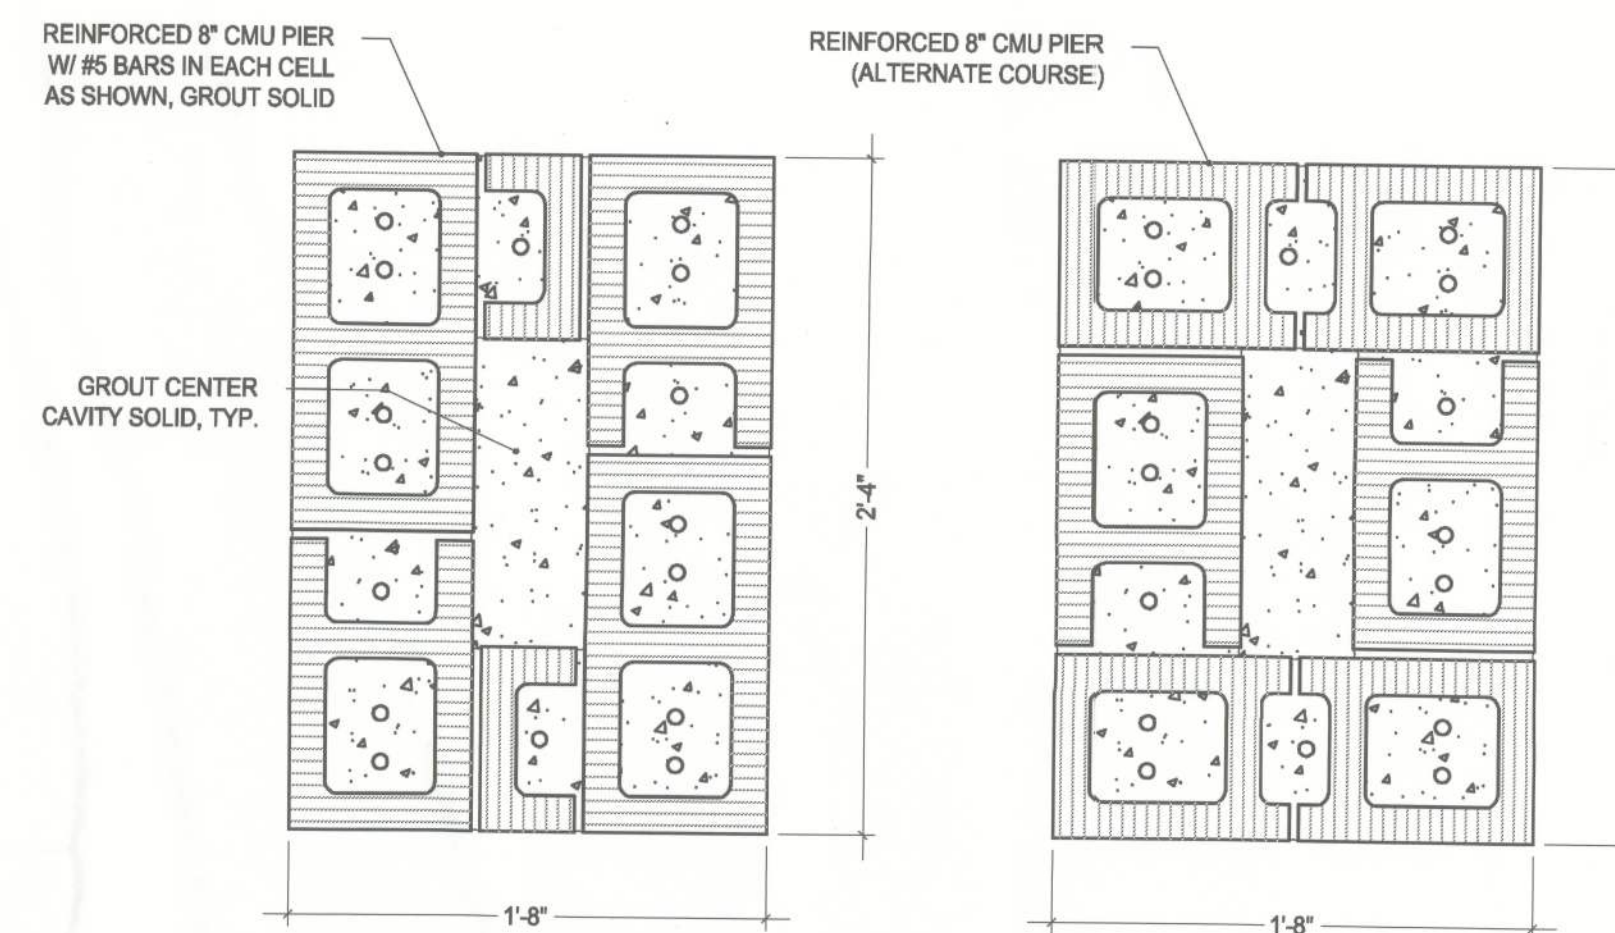 REINFORCED 8" CMU PIER
W/ #5 BARS IN EACH CELL
AS SHOWN, GROUT SOLID
REINFORCED 8" CMU PIER
(ALTERNATE COURSE)
GROUT CENTER
CAVITY SOLID, TYP.
2'-4"
1'-8"
1'-8"